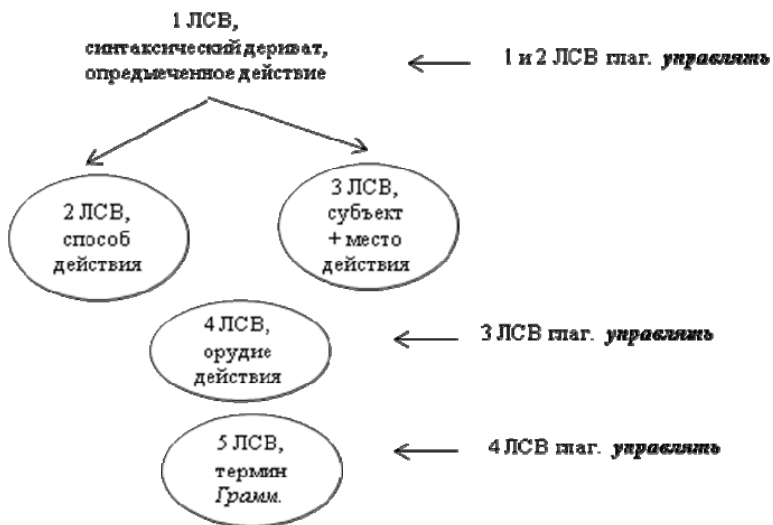 1 ЛСВ,
синтаксический дериват,
опредмеченное действие
1 и 2 ЛСВ глаг. управлять
2 ЛСВ,
способ
действия
3 ЛСВ,
субъект
+ место
действия
4 ЛСВ,
орудие
действия
3 ЛСВ глаг. управлять
5 ЛСВ,
термин
Грамм.
4 ЛСВ глаг. управлять